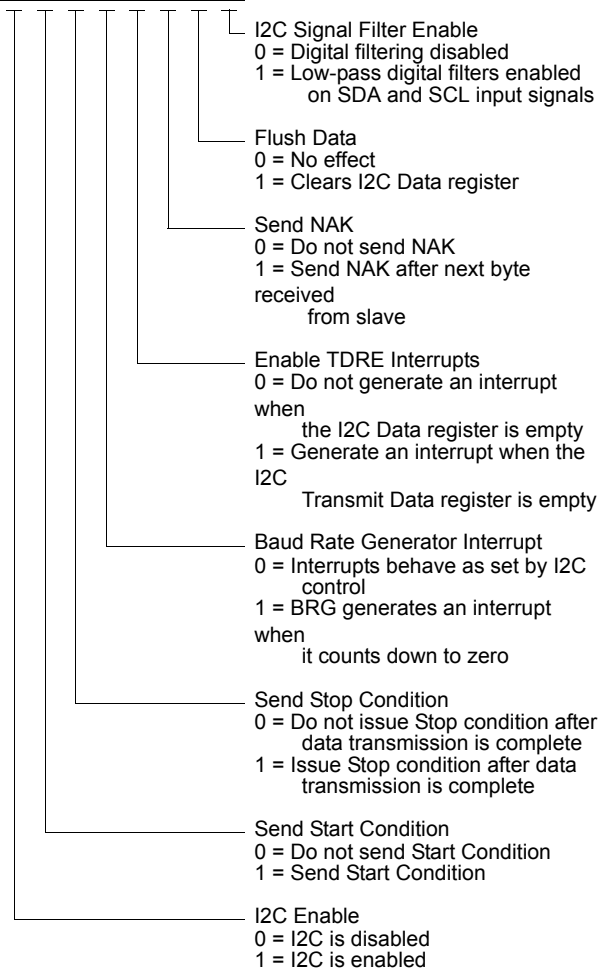 I2C Signal Filter Enable
0 = Digital filtering disabled
1 = Low-pass digital filters enabled
on SDA and SCL input signals
Flush Data
0 = No effect
1 = Clears I2C Data register
Send NAK
0 = Do not send NAK
1 = Send NAK after next byte
received
from slave
Enable TDRE Interrupts
0 = Do not generate an interrupt
when
the I2C Data register is empty
1 = Generate an interrupt when the
I2C
Transmit Data register is empty
Baud Rate Generator Interrupt
0 = Interrupts behave as set by I2C
control
1 = BRG generates an interrupt
when
it counts down to zero
Send Stop Condition
0 = Do not issue Stop condition after
data transmission is complete
1 = Issue Stop condition after data
transmission is complete
Send Start Condition
0 = Do not send Start Condition
1 = Send Start Condition
I2C Enable
0 = I2C is disabled
1 = I2C is enabled